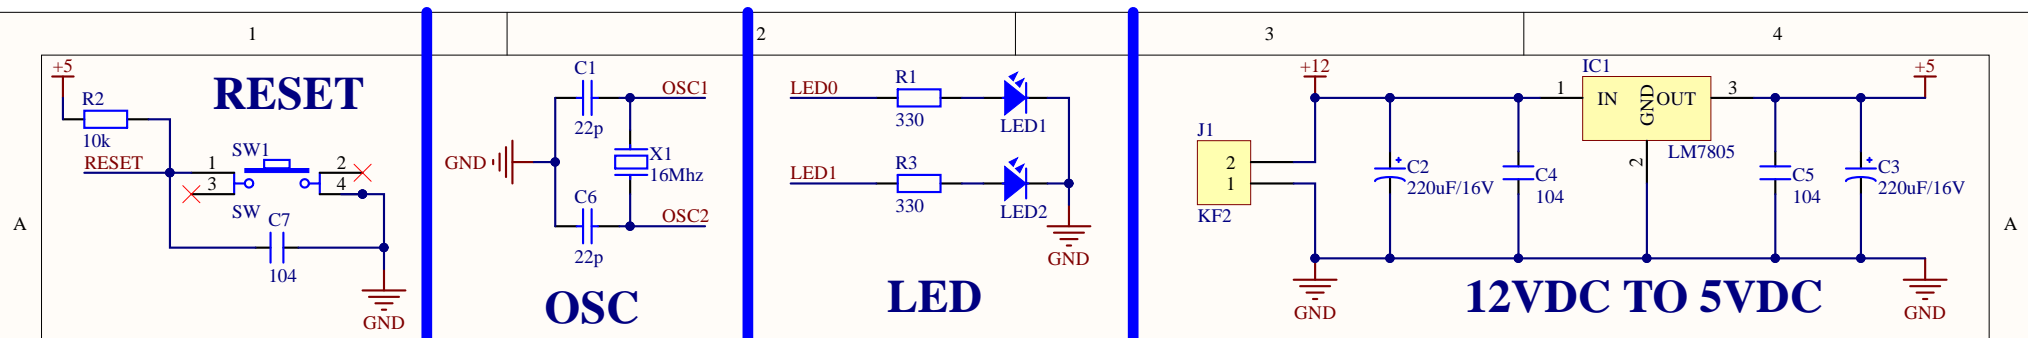 1
2
3
4
A
A
+5
R2
10k
RESET
RESET
SW1
1
2
3
4
SW
C7
104
GND
C1
OSC1
22p
GND
X1
16Mhz
C6
OSC2
22p
OSC
LED0
R1
330
LED1
LED1
R3
330
LED2
GND
LED
+12
J1
2
1
KF2
C2
220uF/16V
C4
104
IC1
1
IN
GND
OUT
3
2
LM7805
+5
C5
104
C3
220uF/16V
GND
12VDC TO 5VDC
GND